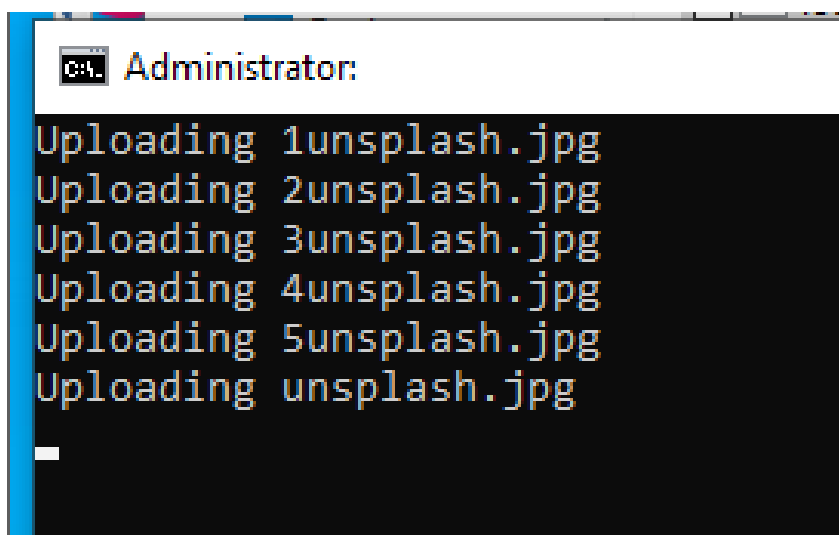 Administrator:
Uploading 1unsplash.jpg
Uploading 2unsplash.jpg
Uploading 3unsplash.jpg
Uploading 4unsplash.jpg
Uploading 5unsplash.jpg
Uploading unsplash.jpg